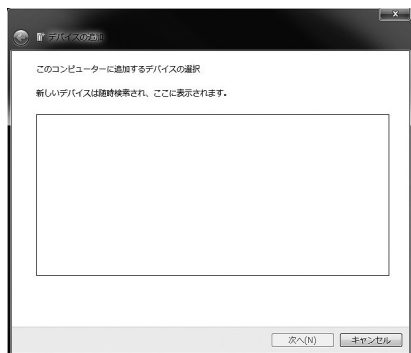 デバイスの追加
このコンピューターに追加するデバイスの選択
新しいデバイスは随時検索され、ここに表示されます。
次へ(N)
キャンセル